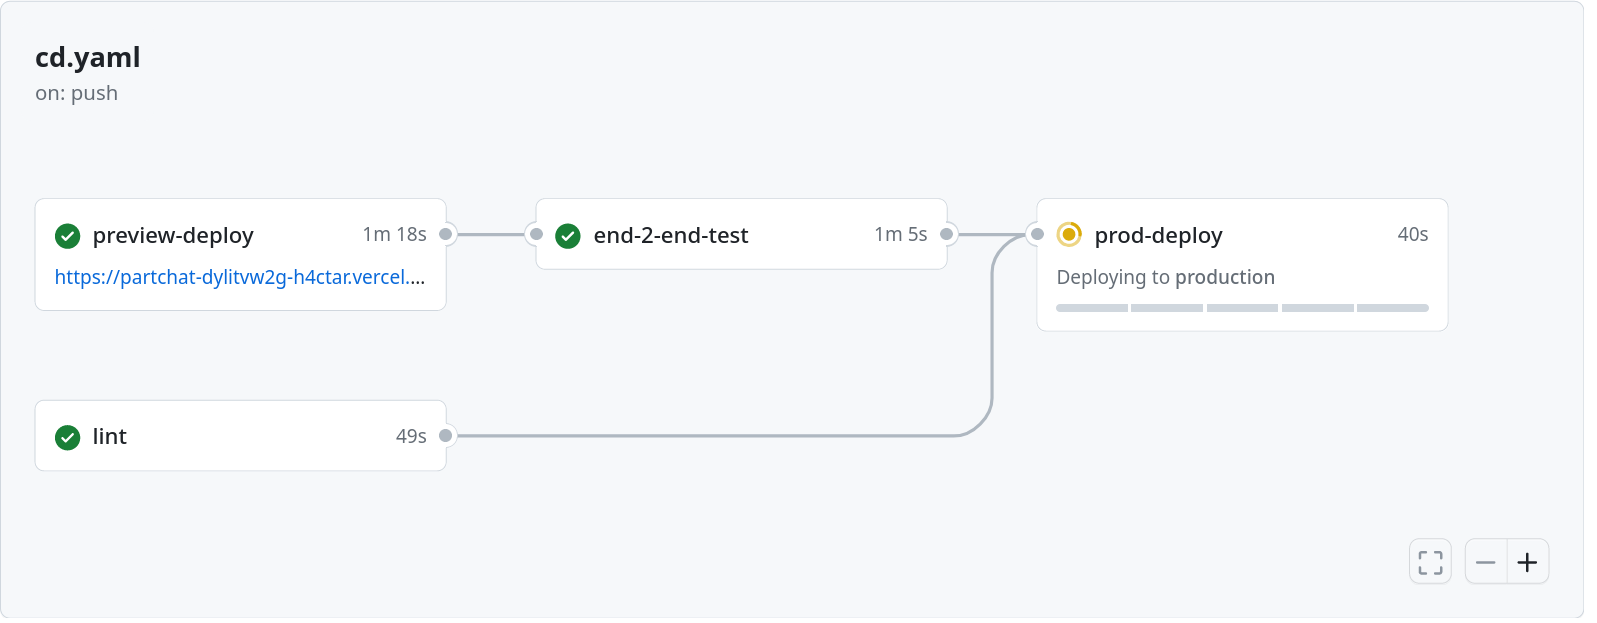 cd.yaml
on: push
preview-deploy 1m 18s
https://partchat-dylitvw2g-h4ctar.vercel....
end-2-end-test 1m 5s
prod-deploy 40s
Deploying to production
lint 49s